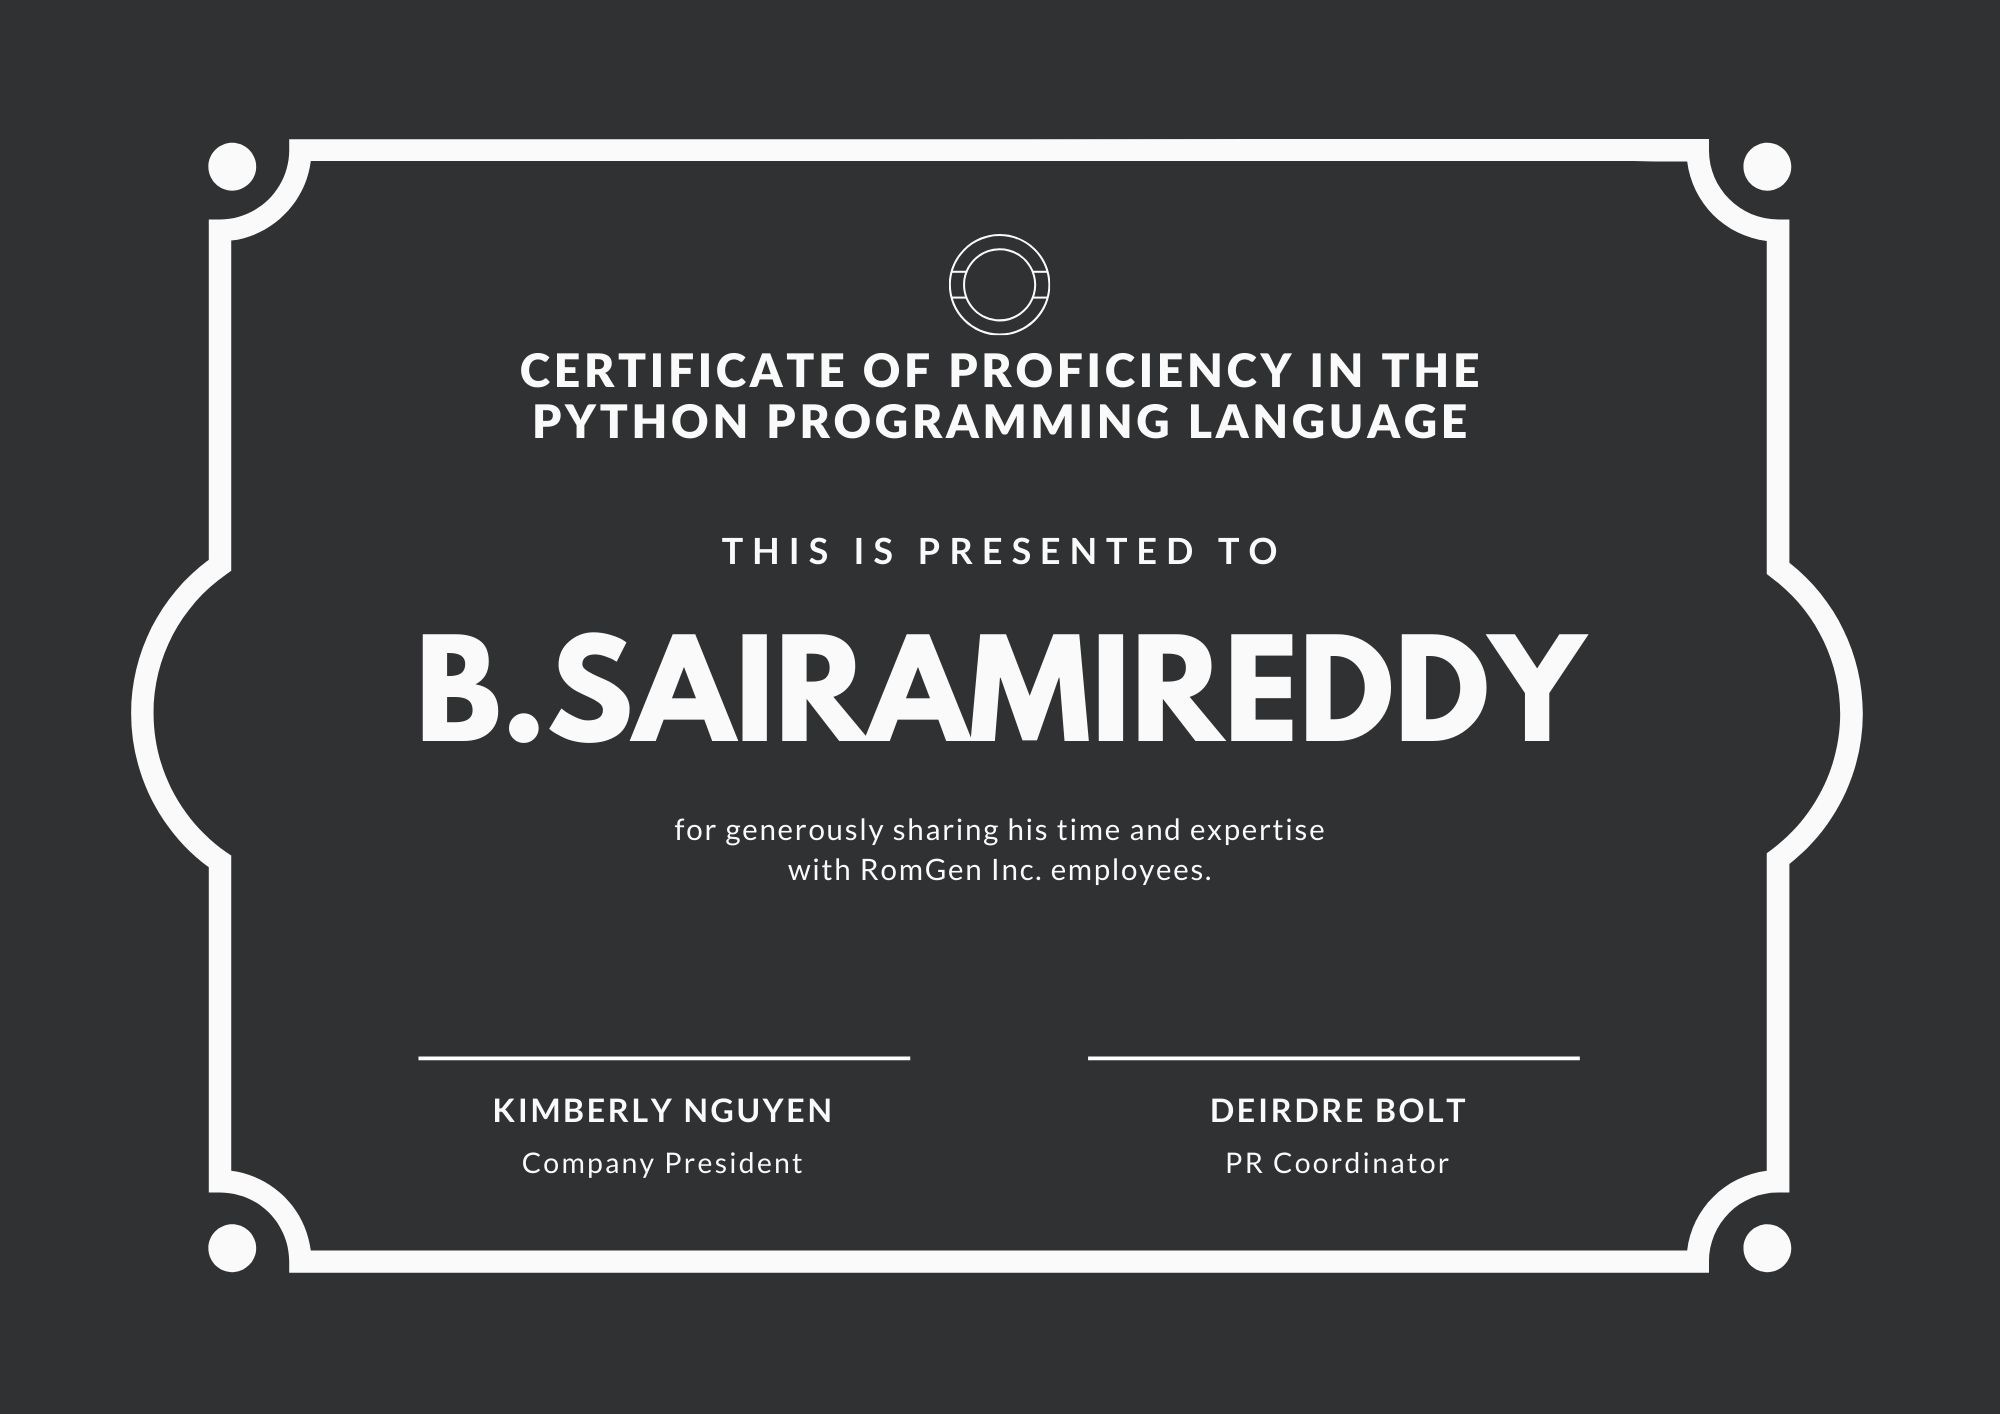 CERTIFICATE OF PROFICIENCY IN THE
PYTHON PROGRAMMING LANGUAGE
THIS IS PRESENTED TO
B.SAIRAMIREDDY
for generously sharing his time and expertise
with RomGen Inc. employees.
KIMBERLY NGUYEN
Company President
DEIRDRE BOLT
PR Coordinator